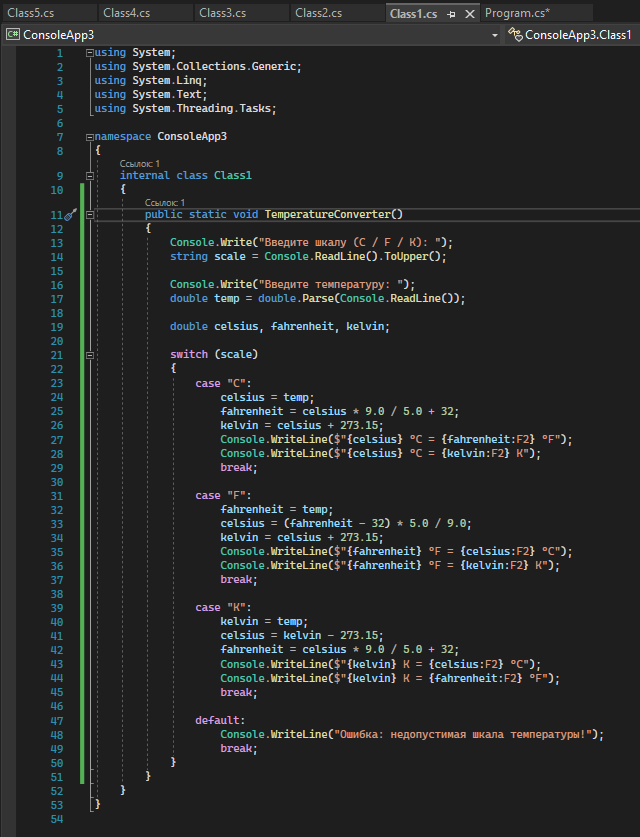 Class5.cs Class4.cs Class3.cs Class2.cs Class1.cs Program.cs*
C# ConsoleApp3 ConsoleApp3.Class1
1 using System;
2 using System.Collections.Generic;
3 using System.Linq;
4 using System.Text;
5 using System.Threading.Tasks;
6
7 namespace ConsoleApp3
8 {
Ссылок: 1
9 internal class Class1
10 {
Ссылок: 1
11 public static void TemperatureConverter()
12 {
13 Console.Write("Введите шкалу (C / F / K): ");
14 string scale = Console.ReadLine().ToUpper();
15
16 Console.Write("Введите температуру: ");
17 double temp = double.Parse(Console.ReadLine());
18
19 double celsius, fahrenheit, kelvin;
20
21 switch (scale)
22 {
23 case "C":
24 celsius = temp;
25 fahrenheit = celsius * 9.0 / 5.0 + 32;
26 kelvin = celsius + 273.15;
27 Console.WriteLine($"{celsius} °C = {fahrenheit:F2} °F");
28 Console.WriteLine($"{celsius} °C = {kelvin:F2} K");
29 break;
30
31 case "F":
32 fahrenheit = temp;
33 celsius = (fahrenheit - 32) * 5.0 / 9.0;
34 kelvin = celsius + 273.15;
35 Console.WriteLine($"{fahrenheit} °F = {celsius:F2} °C");
36 Console.WriteLine($"{fahrenheit} °F = {kelvin:F2} K");
37 break;
38
39 case "K":
40 kelvin = temp;
41 celsius = kelvin - 273.15;
42 fahrenheit = celsius * 9.0 / 5.0 + 32;
43 Console.WriteLine($"{kelvin} K = {celsius:F2} °C");
44 Console.WriteLine($"{kelvin} K = {fahrenheit:F2} °F");
45 break;
46
47 default:
48 Console.WriteLine("Ошибка: недопустимая шкала температуры!");
49 break;
50 }
51 }
52 }
53 }
54